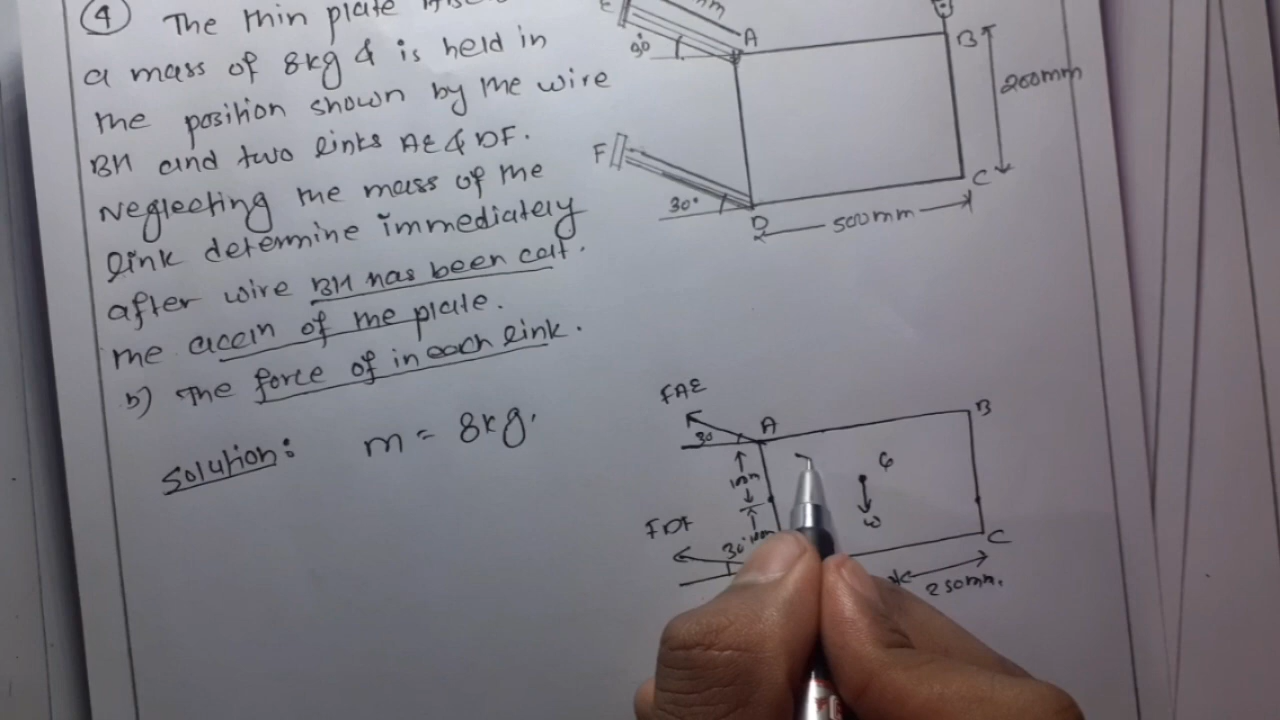 4 The thin plate
a mass of 8kg & is held in
the position shown by the wire
BH and two links AE & DF.
Neglecting the mass of the
link determine immediately
after wire BH has been cut.
the accln of the plate.
b) The force of in each link.
Solution: m = 8kg.
E
A
B
30°
200mm
F
C
30°
D
500mm
FAE
A
B
30
G
W
FDF
30°
C
250mm.